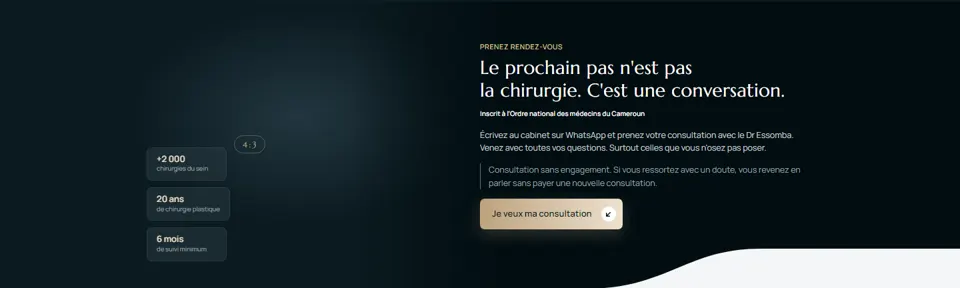 PRENEZ RENDEZ-VOUS
Le prochain pas n'est pas
la chirurgie. C'est une conversation.
Inscrit à l'Ordre national des médecins du Cameroun
Écrivez au cabinet sur WhatsApp et prenez votre consultation avec le Dr Essomba.
Venez avec toutes vos questions. Surtout celles que vous n'osez pas poser.
Consultation sans engagement. Si vous ressortez avec un doute, vous revenez en
parler sans payer une nouvelle consultation.
Je veux ma consultation
4:3
+2 000
chirurgies du sein
20 ans
de chirurgie plastique
6 mois
de suivi minimum